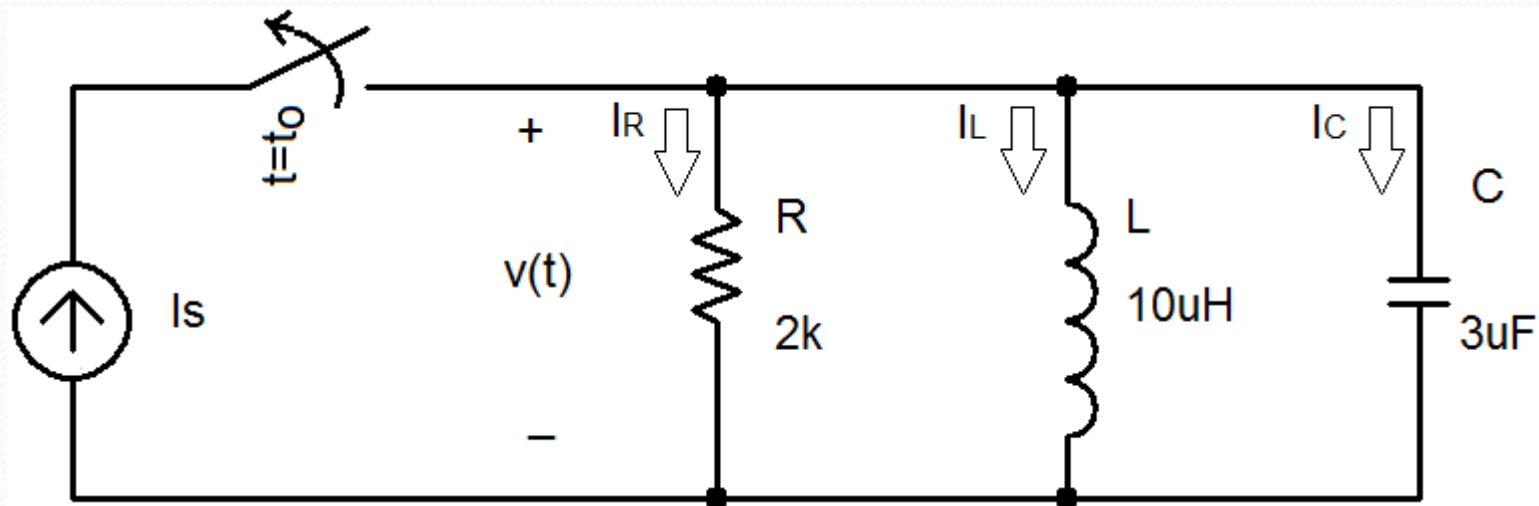 t=to
+
IR
IL
IC
C
R
L
Is
v(t)
10uH
2k
3uF
–